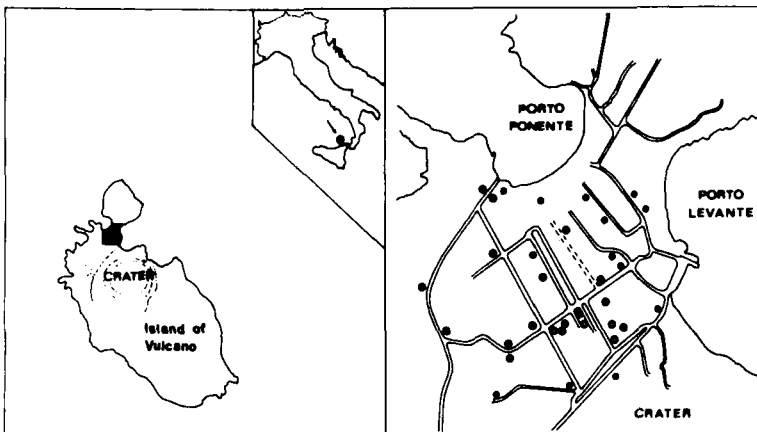 CRATER
Island of
Vulcano
PORTO
PONENTE
PORTO
LEVANTE
CRATER